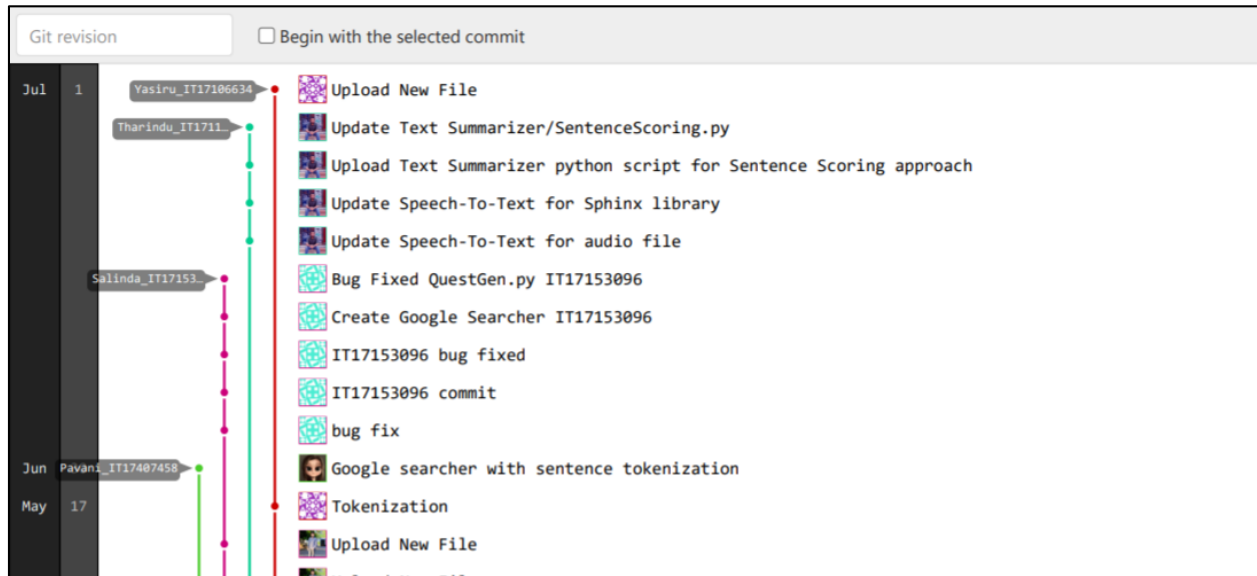 Git revision Begin with the selected commit
Jul 1 Yasiru_IT17106634 Upload New File
Tharindu_IT1711… Update Text Summarizer/SentenceScoring.py
Upload Text Summarizer python script for Sentence Scoring approach
Update Speech-To-Text for Sphinx library
Update Speech-To-Text for audio file
Salinda_IT17153… Bug Fixed QuestGen.py IT17153096
Create Google Searcher IT17153096
IT17153096 bug fixed
IT17153096 commit
bug fix
Jun Pavani_IT17407458 Google searcher with sentence tokenization
May 17 Tokenization
Upload New File